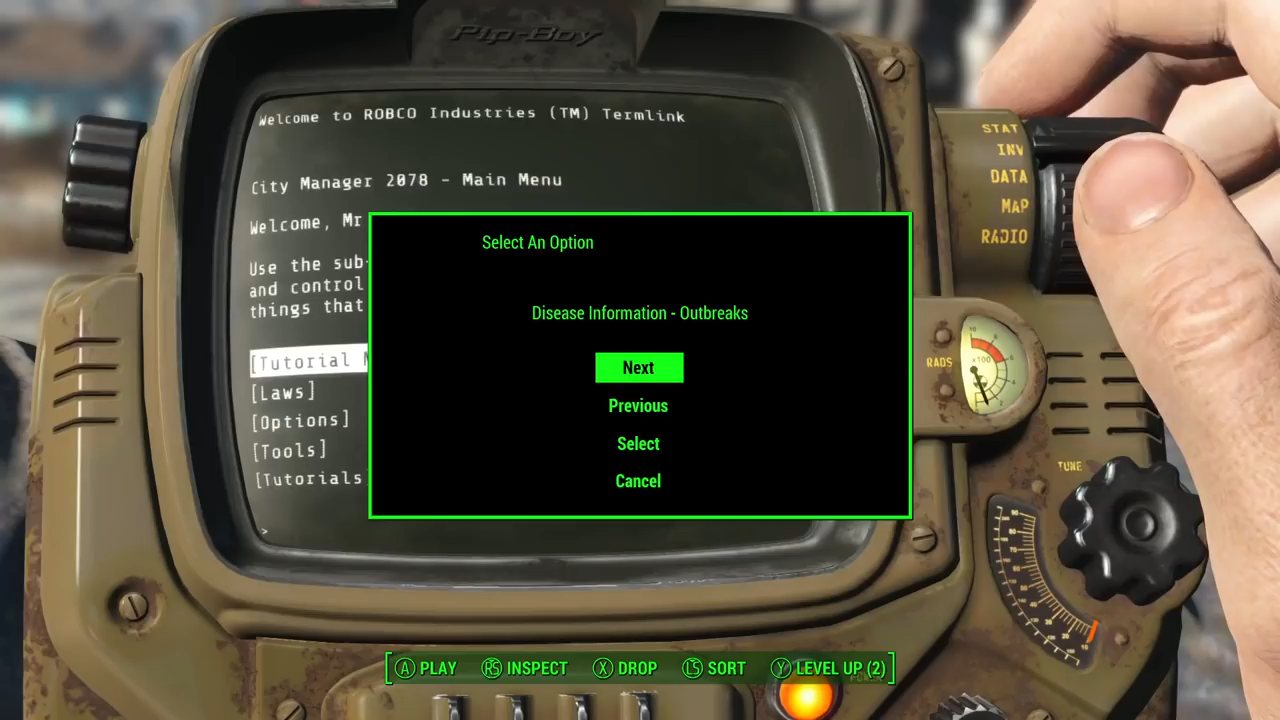 Pip-Boy
Welcome to ROBCO Industries (TM) Termlink
City Manager 2078 - Main Menu
Welcome, Mr
Use the sub-
and control
things that
[Tutorial
[Laws]
[Options]
[Tools]
[Tutorials
>
Select An Option
Disease Information - Outbreaks
Next
Previous
Select
Cancel
STAT
INV
DATA
MAP
RADIO
RADS
x100
TUNE
Ⓐ PLAY RS INSPECT Ⓧ DROP LS SORT Ⓨ LEVEL UP (2)